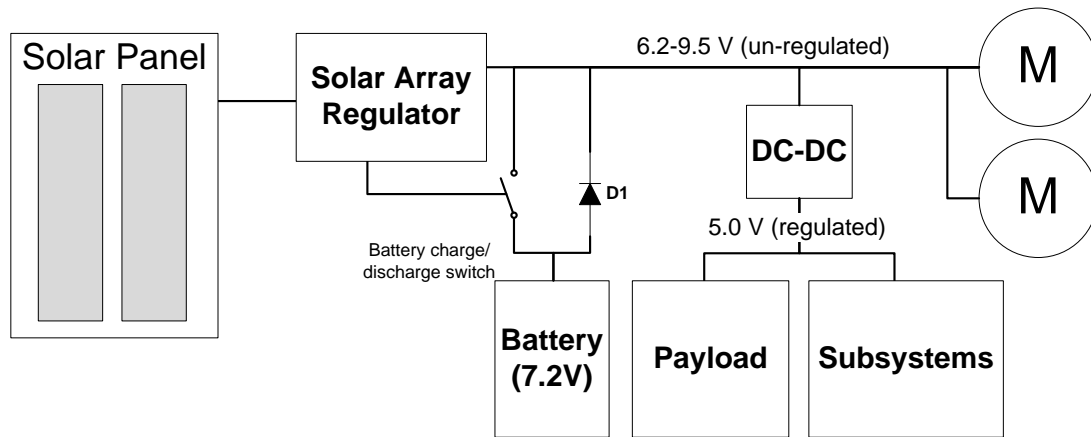 Solar Panel
Solar Array
Regulator
6.2-9.5 V (un-regulated)
M
DC-DC
M
D1
5.0 V (regulated)
Battery charge/
discharge switch
Battery
(7.2V)
Payload
Subsystems